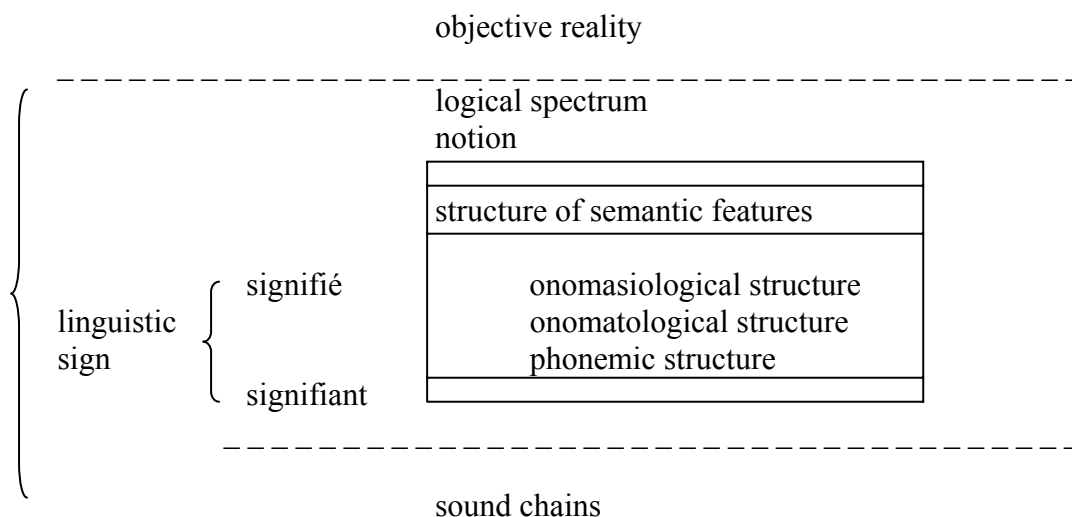 objective reality
logical spectrum
notion
structure of semantic features
signifié onomasiological structure
linguistic onomatological structure
sign phonemic structure
signifiant
sound chains